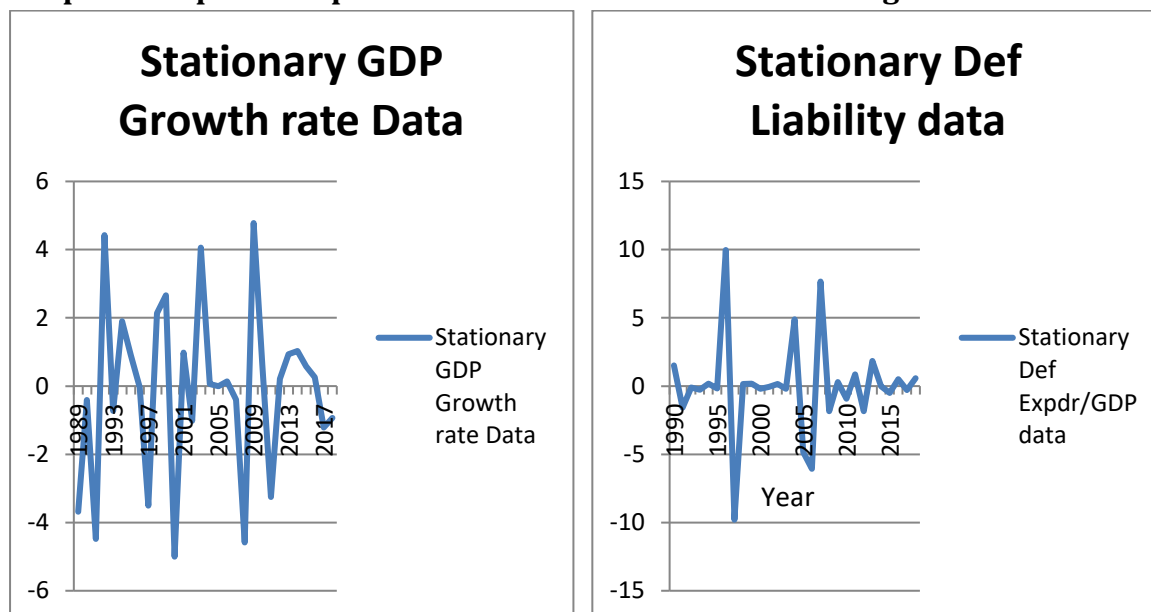 Stationary GDP
Growth rate Data
6
4
2
0
-2
-4
-6
1989
1993
1997
2001
2005
2009
2013
2017
Stationary
GDP
Growth
rate Data
Stationary Def
Liability data
15
10
5
0
-5
-10
-15
1990
1995
2000
2005
2010
2015
Year
Stationary
Def
Expdr/GDP
data